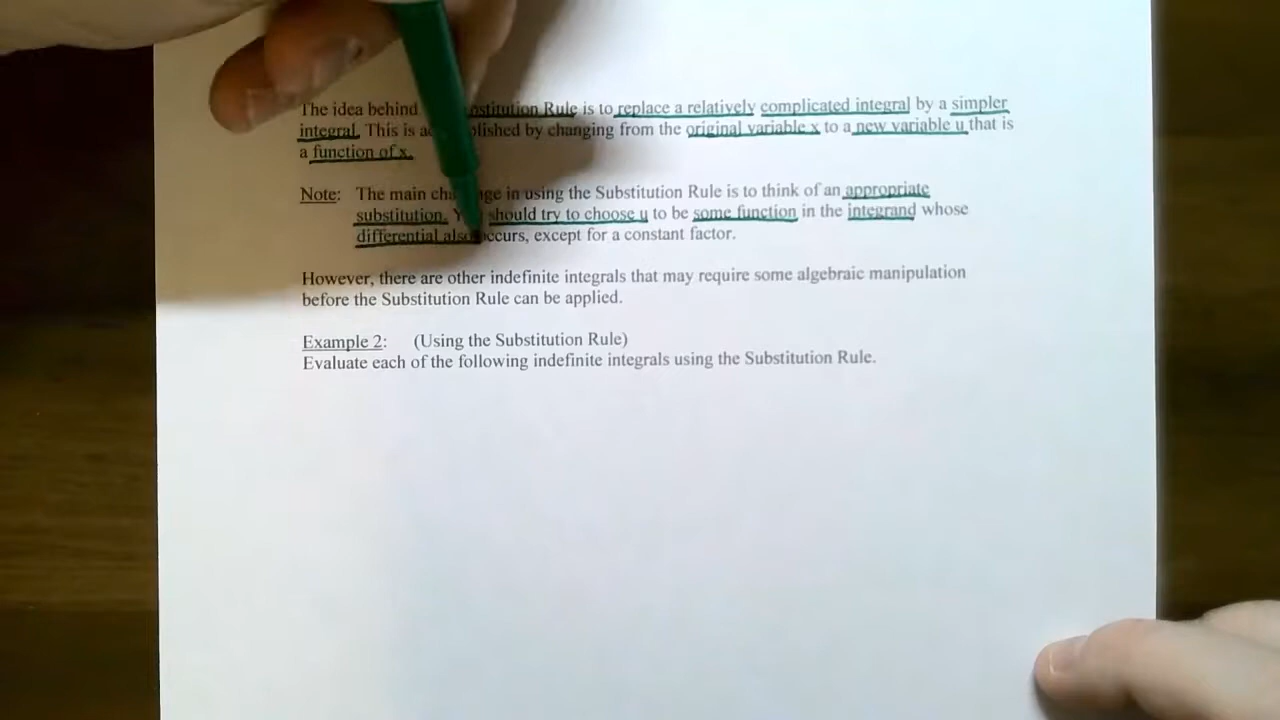 The idea behind Substitution Rule is to replace a relatively complicated integral by a simpler
integral. This is accomplished by changing from the original variable x to a new variable u that is
a function of x.
Note: The main challenge in using the Substitution Rule is to think of an appropriate
substitution. You should try to choose u to be some function in the integrand whose
differential also occurs, except for a constant factor.
However, there are other indefinite integrals that may require some algebraic manipulation
before the Substitution Rule can be applied.
Example 2: (Using the Substitution Rule)
Evaluate each of the following indefinite integrals using the Substitution Rule.